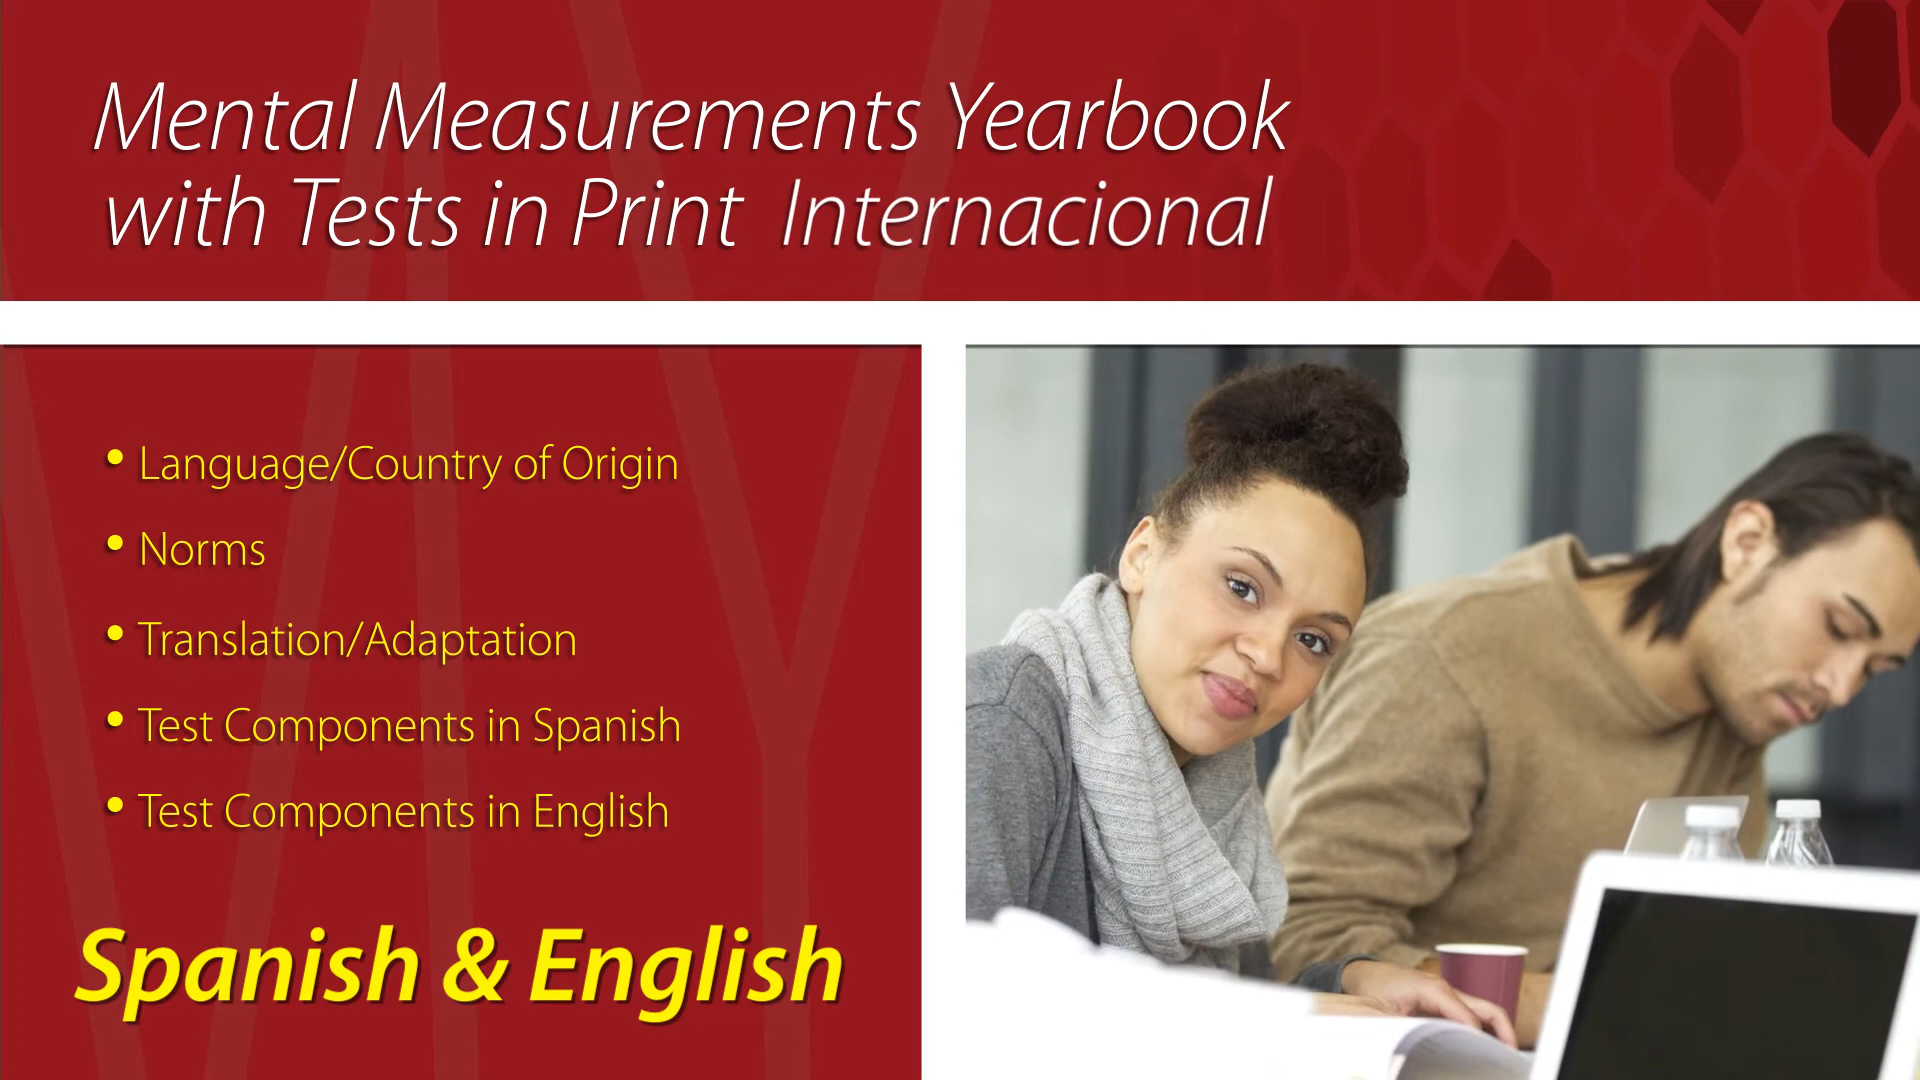 Mental Measurements Yearbook
with Tests in Print Internacional
• Language/Country of Origin
• Norms
• Translation/Adaptation
• Test Components in Spanish
• Test Components in English
Spanish & English